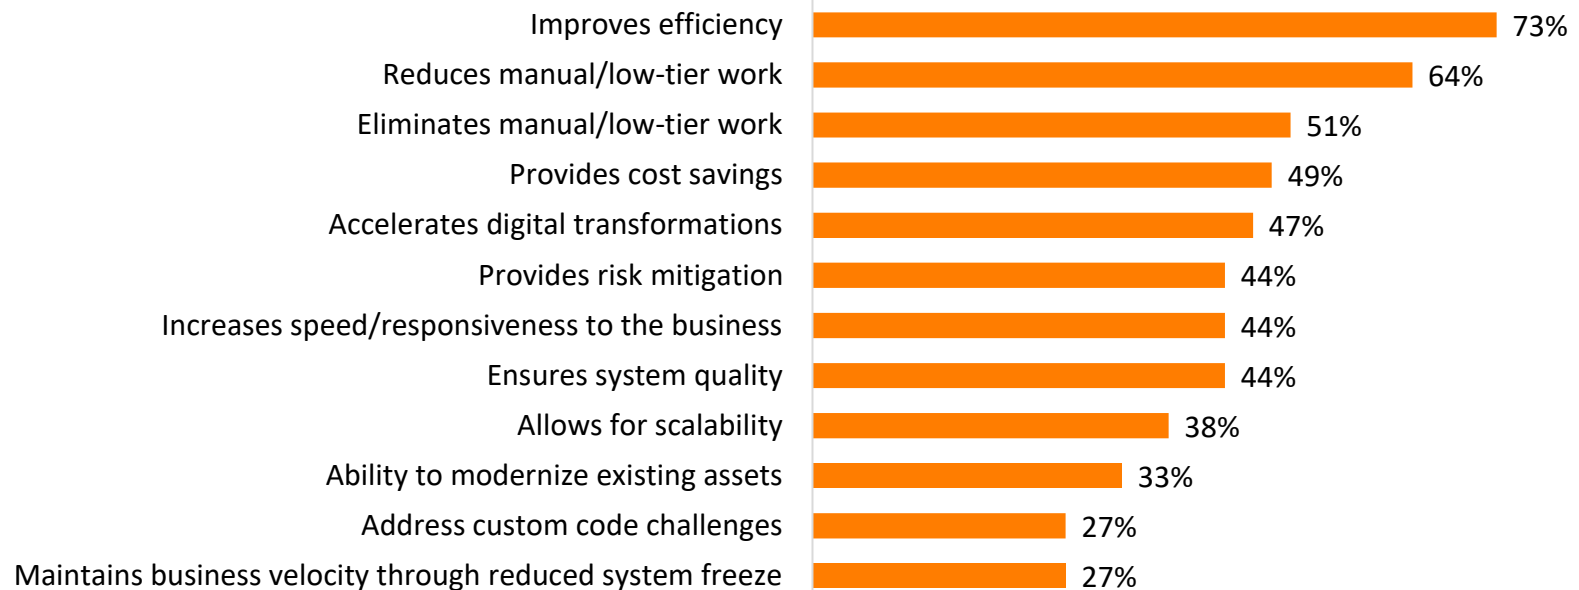 Improves efficiency 73%
Reduces manual/low-tier work 64%
Eliminates manual/low-tier work 51%
Provides cost savings 49%
Accelerates digital transformations 47%
Provides risk mitigation 44%
Increases speed/responsiveness to the business 44%
Ensures system quality 44%
Allows for scalability 38%
Ability to modernize existing assets 33%
Address custom code challenges 27%
Maintains business velocity through reduced system freeze 27%